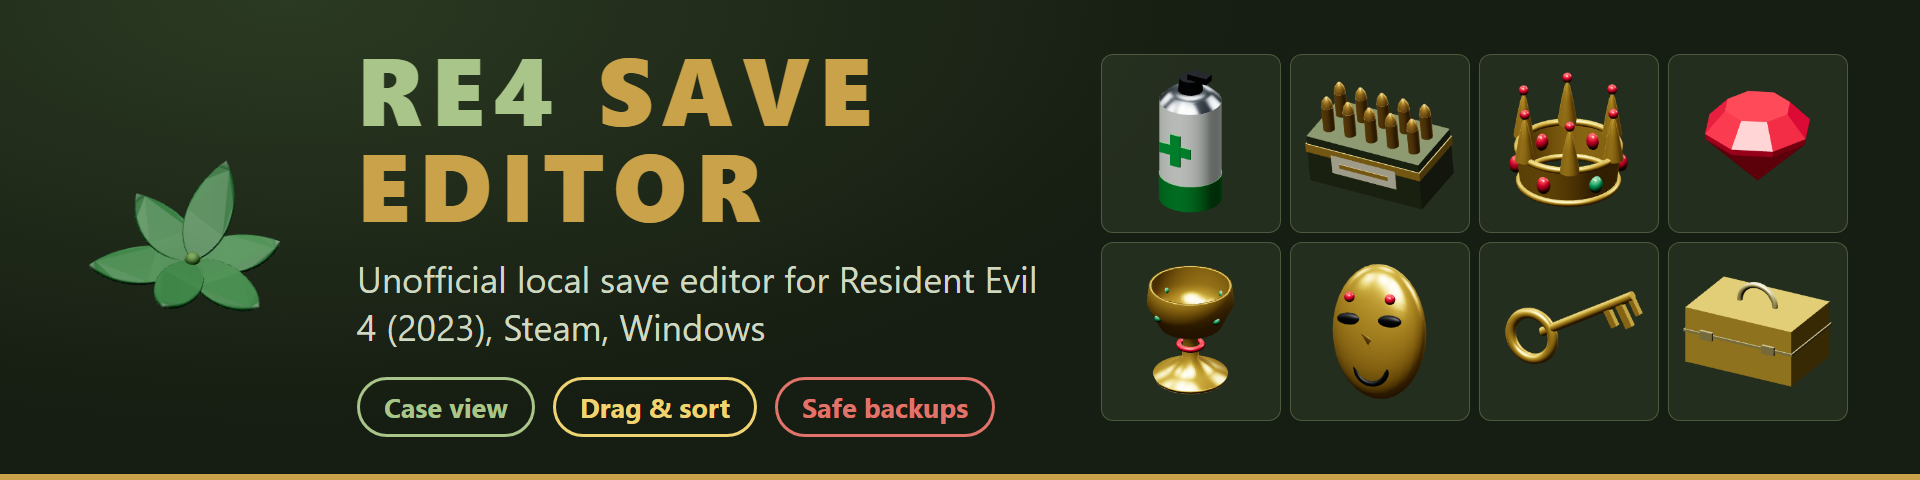 RE4 SAVE
EDITOR
Unofficial local save editor for Resident Evil
4 (2023), Steam, Windows
Case view
Drag & sort
Safe backups